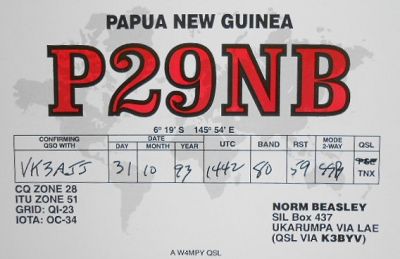 PAPUA NEW GUINEA
P29NB
6° 19' S 145° 54' E
CONFIRMING QSO WITH DATE DAY MONTH YEAR UTC BAND RST MODE 2-WAY QSL
VK3AJJ 31 10 93 1442 80 59 SSB PSE TNX
CQ ZONE 28
ITU ZONE 51
GRID: QI-23
IOTA: OC-34
NORM BEASLEY
SIL Box 437
UKARUMPA VIA LAE
(QSL VIA K3BYV)
A W4MPY QSL